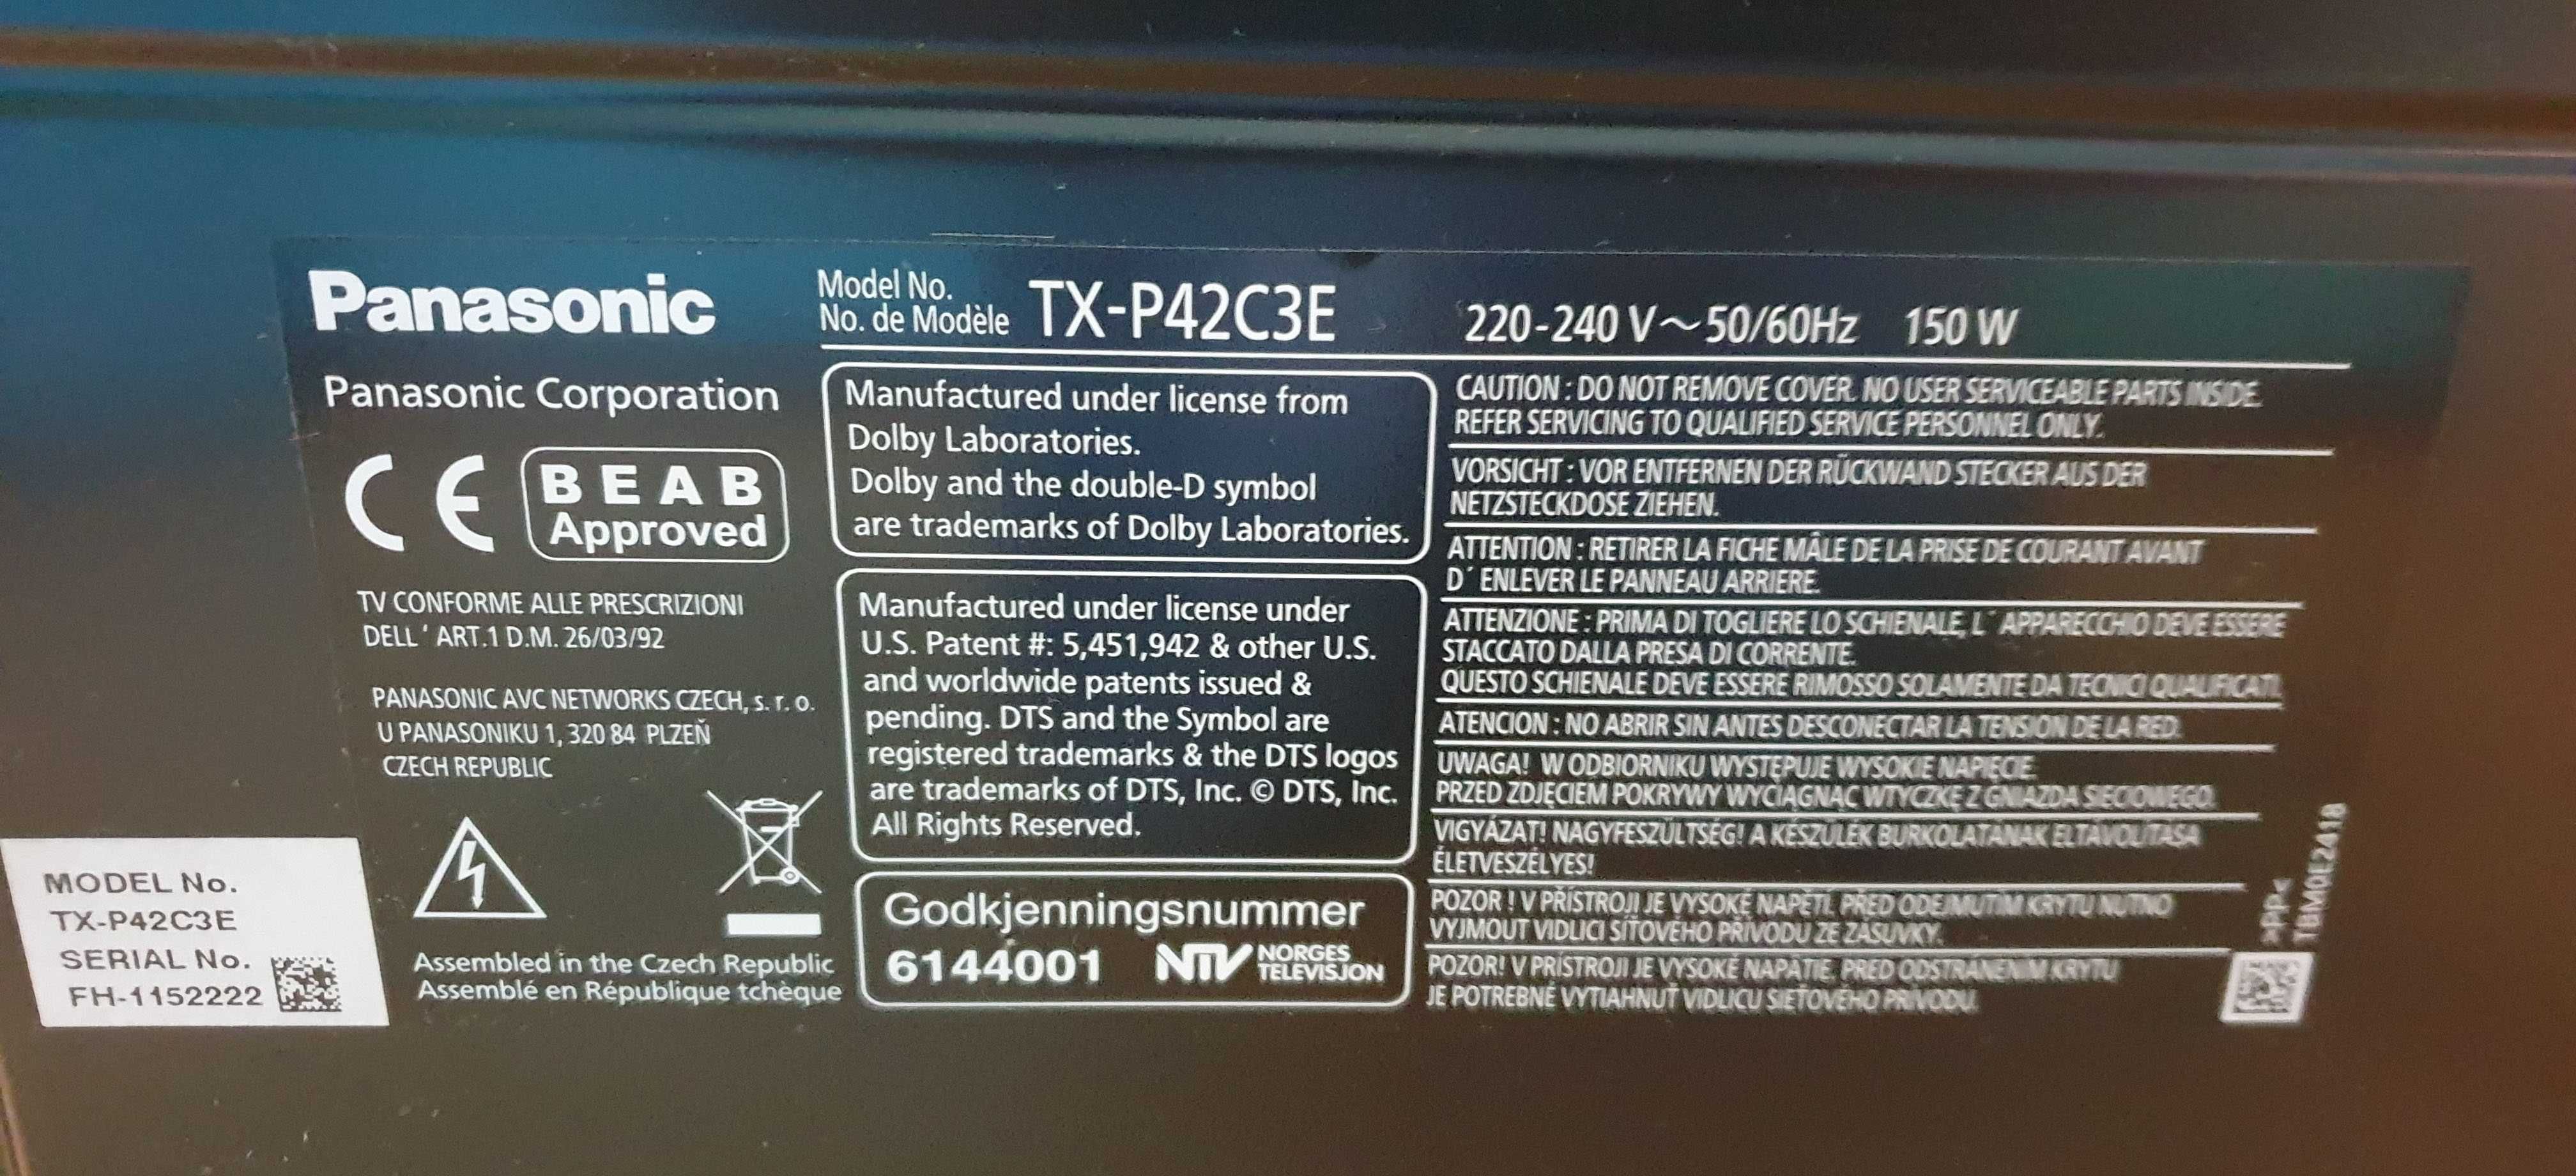 Panasonic
Model No.
No. de Modèle
TX-P42C3E
220-240 V～50/60Hz 150 W
Panasonic Corporation
CE
BEAB
Approved
TV CONFORME ALLE PRESCRIZIONI
DELL' ART.1 D.M. 26/03/92
PANASONIC AVC NETWORKS CZECH, s. r. o.
U PANASONIKU 1, 320 84 PLZEŇ
CZECH REPUBLIC
MODEL No.
TX-P42C3E
SERIAL No.
FH-1152222
Assembled in the Czech Republic
Assemblé en République tchèque
Manufactured under license from
Dolby Laboratories.
Dolby and the double-D symbol
are trademarks of Dolby Laboratories.
Manufactured under license under
U.S. Patent #: 5,451,942 & other U.S.
and worldwide patents issued &
pending. DTS and the Symbol are
registered trademarks & the DTS logos
are trademarks of DTS, Inc. © DTS, Inc.
All Rights Reserved.
Godkjenningsnummer
6144001
NTV NORGES
TELEVISJON
CAUTION : DO NOT REMOVE COVER. NO USER SERVICEABLE PARTS INSIDE.
REFER SERVICING TO QUALIFIED SERVICE PERSONNEL ONLY.
VORSICHT : VOR ENTFERNEN DER RÜCKWAND STECKER AUS DER
NETZSTECKDOSE ZIEHEN.
ATTENTION : RETIRER LA FICHE MÂLE DE LA PRISE DE COURANT AVANT
D´ ENLEVER LE PANNEAU ARRIERE.
ATTENZIONE : PRIMA DI TOGLIERE LO SCHIENALE, L´ APPARECCHIO DEVE ESSERE
STACCATO DALLA PRESA DI CORRENTE.
QUESTO SCHIENALE DEVE ESSERE RIMOSSO SOLAMENTE DA TECNICI QUALIFICATI.
ATENCION : NO ABRIR SIN ANTES DESCONECTAR LA TENSION DE LA RED.
UWAGA! W ODBIORNIKU WYSTĘPUJE WYSOKIE NAPIĘCIE.
PRZED ZDJĘCIEM POKRYWY WYCIĄGNĄC WTYCZKĘ Z GNIAZDA SIECIOWEGO.
VIGYÁZAT! NAGYFESZÜLTSÉG! A KÉSZÜLÉK BURKOLATÁNAK ELTÁVOLITÁSA
ÉLETVESZÉLYES!
POZOR ! V PŘÍSTROJI JE VYSOKÉ NAPĚTÍ. PŘED ODEJMUTÍM KRYTU NUTNO
VYJMOUT VIDLICI SÍŤOVÉHO PŘÍVODU ZE ZÁSUVKY.
POZOR! V PRÍSTROJI JE VYSOKÉ NAPÄTIE. PRED ODSTRÁNENÍM KRYTU
JE POTREBNÉ VYTIAHNUŤ VIDLICU SIEŤOVÉHO PRÍVODU.
>PP<
TBM0E2418